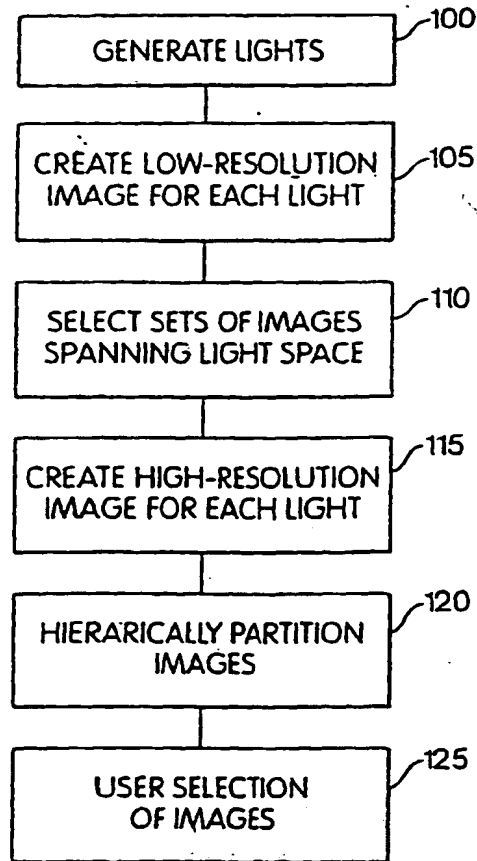 100
GENERATE LIGHTS
105
CREATE LOW-RESOLUTION
IMAGE FOR EACH LIGHT
110
SELECT SETS OF IMAGES
SPANNING LIGHT SPACE
115
CREATE HIGH-RESOLUTION
IMAGE FOR EACH LIGHT
120
HIERARICALLY PARTITION
IMAGES
125
USER SELECTION
OF IMAGES